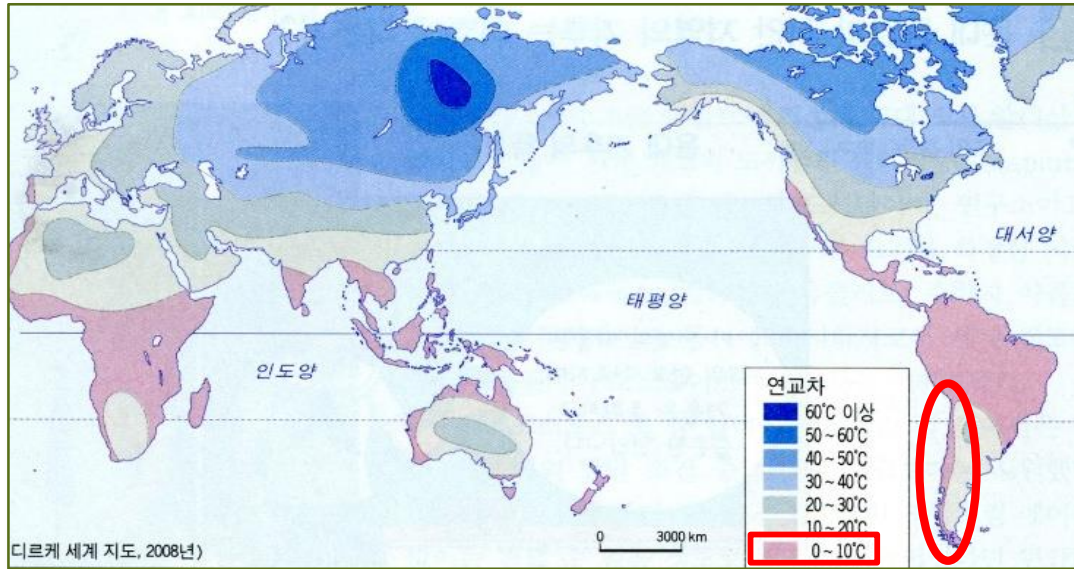 대서양
태평양
인도양
연교차
60℃ 이상
50~60℃
40~50℃
30~40℃
20~30℃
10~20℃
0~10℃
0 3000 km
디르케 세계 지도, 2008년)